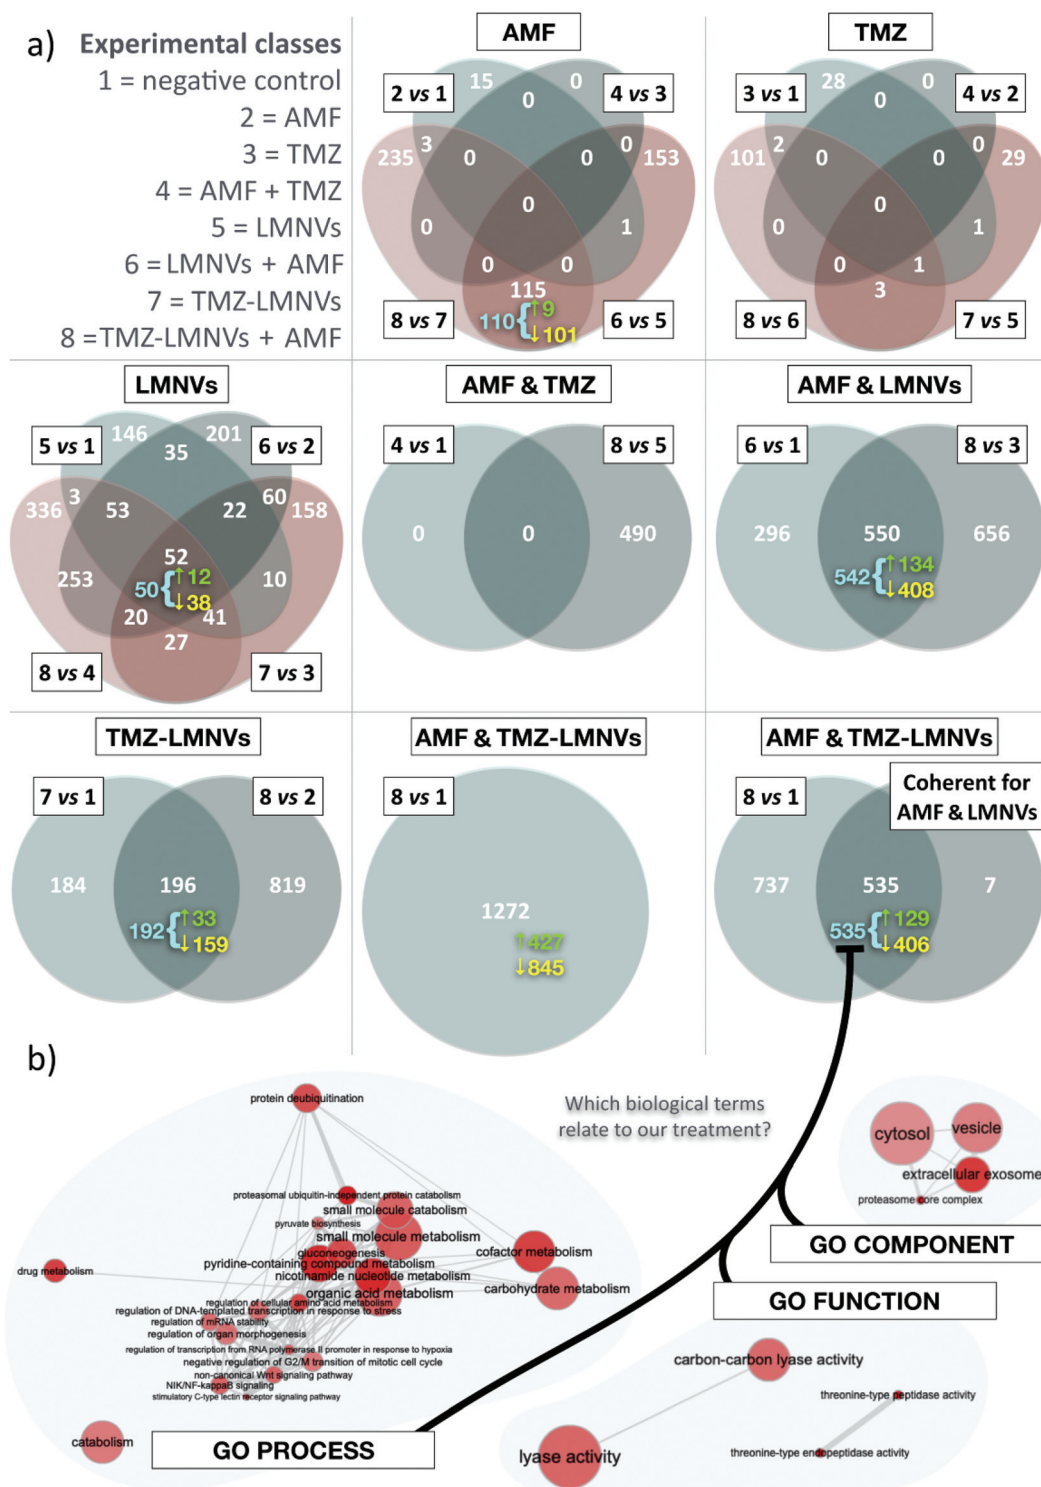 a)
Experimental classes
1 = negative control
2 = AMF
3 = TMZ
4 = AMF + TMZ
5 = LMNVs
6 = LMNVs + AMF
7 = TMZ-LMNVs
8 = TMZ-LMNVs + AMF
AMF
2 vs 1
15
0
4 vs 3
0
235
3
0
0
0
153
0
0
1
0
0
115
110 { ↑9
↓101
8 vs 7
6 vs 5
TMZ
3 vs 1
28
0
4 vs 2
0
101
2
0
0
0
29
0
0
1
0
1
3
8 vs 6
7 vs 5
LMNVs
5 vs 1
146
201
6 vs 2
35
336
3
53
22
60
158
52
253
50 { ↑12
↓38
10
20
41
27
8 vs 4
7 vs 3
AMF & TMZ
4 vs 1
8 vs 5
0
0
490
AMF & LMNVs
6 vs 1
8 vs 3
296
550
656
542 { ↑134
↓408
TMZ-LMNVs
7 vs 1
8 vs 2
184
196
819
192 { ↑33
↓159
AMF & TMZ-LMNVs
8 vs 1
1272
↑427
↓845
AMF & TMZ-LMNVs
8 vs 1
Coherent for
AMF & LMNVs
737
535
7
535 { ↑129
↓406
b)
Which biological terms
relate to our treatment?
protein deubiquitination
proteasomal ubiquitin-independent protein catabolism
small molecule catabolism
pyruvate biosynthesis
small molecule metabolism
gluconeogenesis
pyridine-containing compound metabolism
nicotinamide nucleotide metabolism
organic acid metabolism
cofactor metabolism
carbohydrate metabolism
drug metabolism
regulation of cellular amino acid metabolism
regulation of DNA-templated transcription in response to stress
regulation of mRNA stability
regulation of organ morphogenesis
regulation of transcription from RNA polymerase II promoter in response to hypoxia
negative regulation of G2/M transition of mitotic cell cycle
non-canonical Wnt signaling pathway
NIK/NF-kappaB signaling
stimulatory C-type lectin receptor signaling pathway
catabolism
GO PROCESS
cytosol
vesicle
extracellular exosome
proteasome core complex
GO COMPONENT
GO FUNCTION
carbon-carbon lyase activity
threonine-type peptidase activity
threonine-type endopeptidase activity
lyase activity